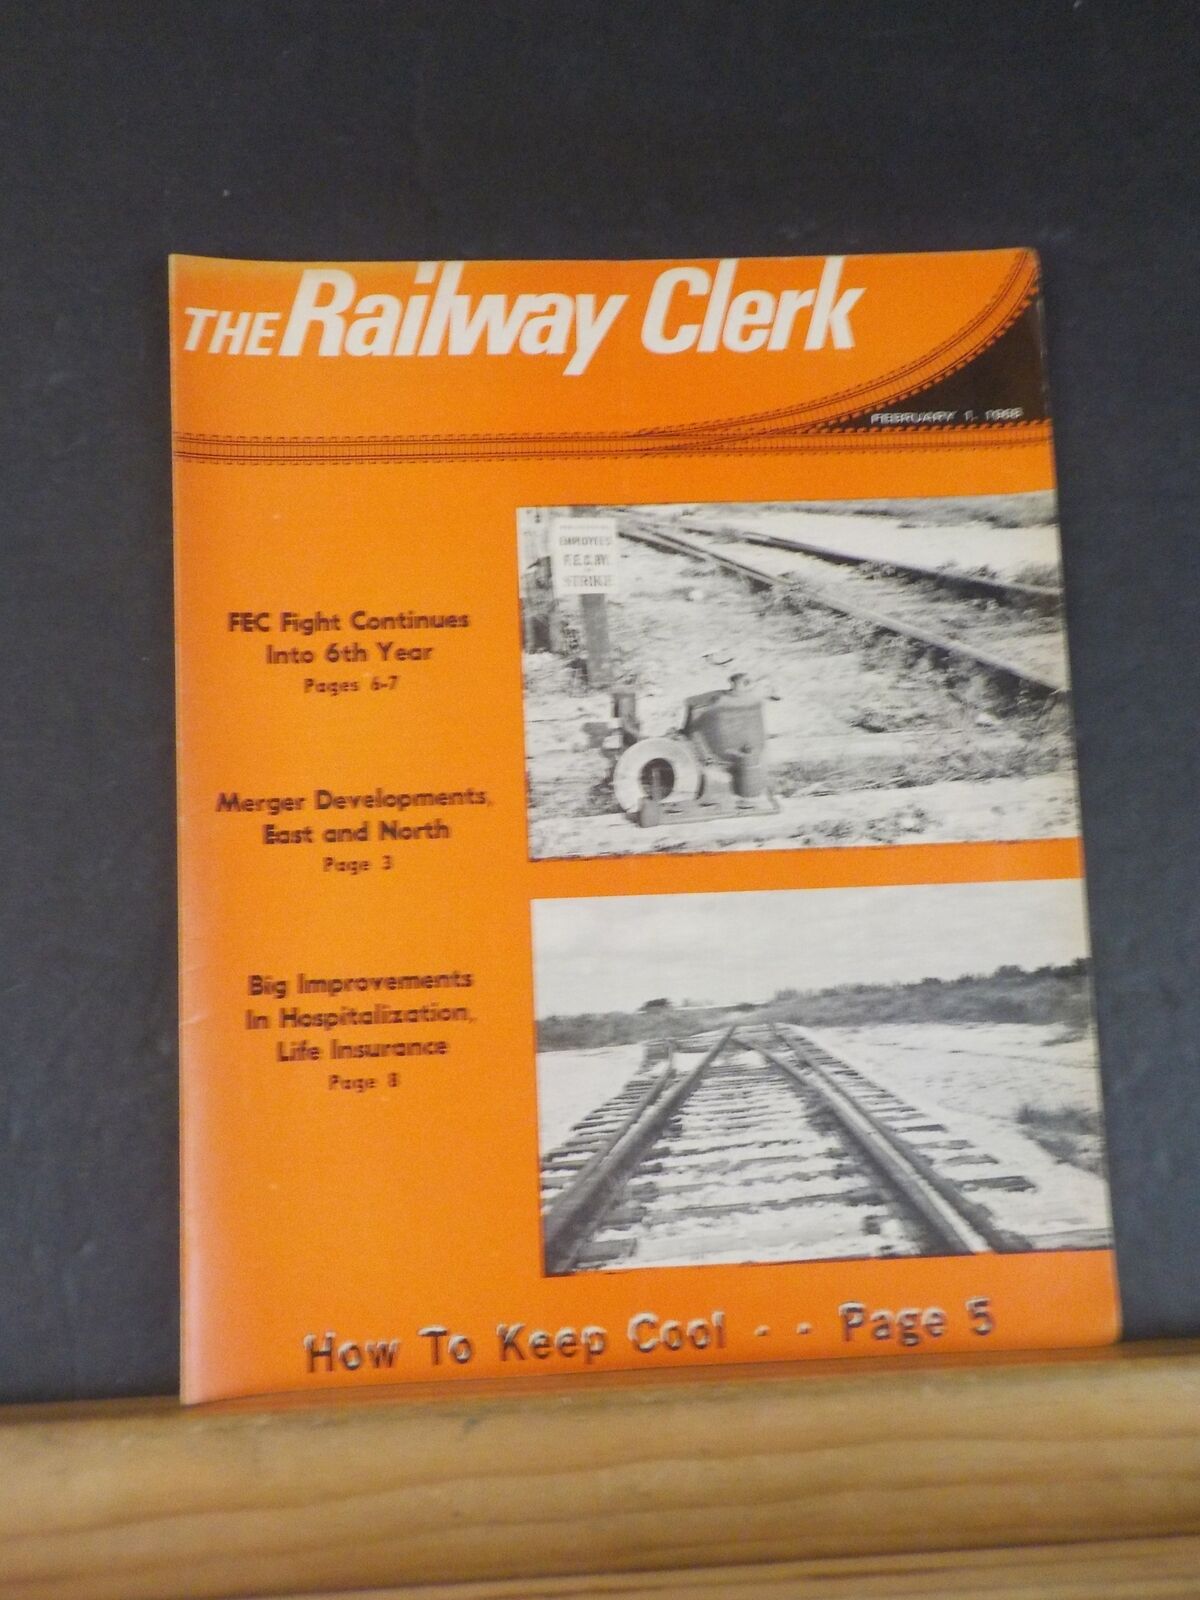 THE Railway Clerk
FEBRUARY 1, 1968
EMPLOYEES
F.E.C. RY.
STRIKE
FEC Fight Continues
Into 6th Year
Pages 6-7
Merger Developments,
East and North
Page 3
Big Improvements
In Hospitalization,
Life Insurance
Page 8
How To Keep Cool - - Page 5